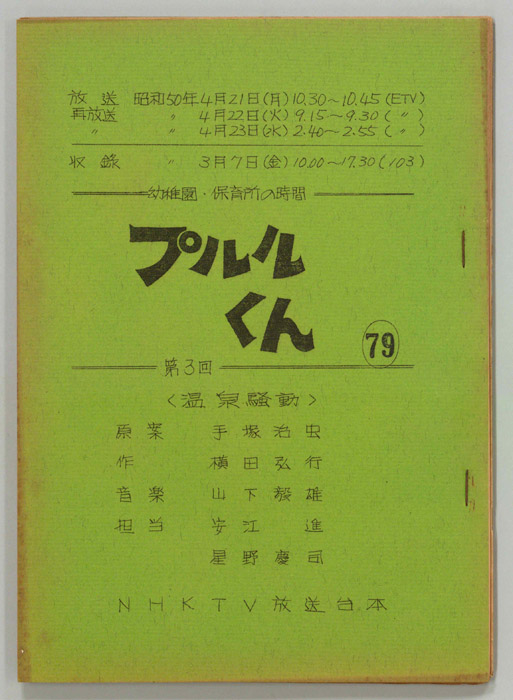 放送 昭和50年4月21日(月)10.30～10.45(ETV)
再放送 〃 4月22日(火)9.15～9.30(〃)
〃 〃 4月23日(水)2.40～2.55(〃)
収録 〃 3月7日(金)10.00～17.30(103)
幼稚園・保育所の時間
プルル
くん
79
第3回
〈温泉騒動〉
原案 手塚治虫
作 横田弘行
音楽 山下毅雄
担当 安江進
星野慶司
NHKTV放送台本